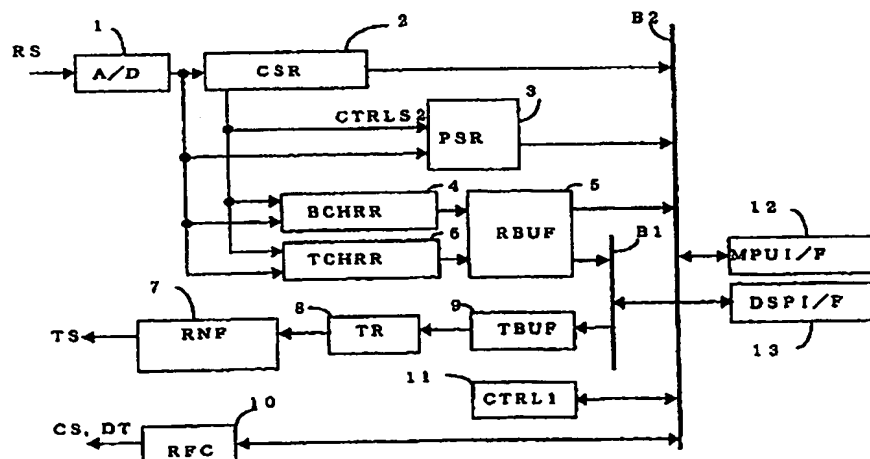 1
2
B2
RS
A/D
CSR
CTRLS2
3
PSR
4
5
BCHRR
RBUF
B1
12
6
TCHRR
MPUI/F
7
8
9
DSPI/F
TS
RNF
TR
TBUF
13
11
CTRL1
10
CS, DT
RFC